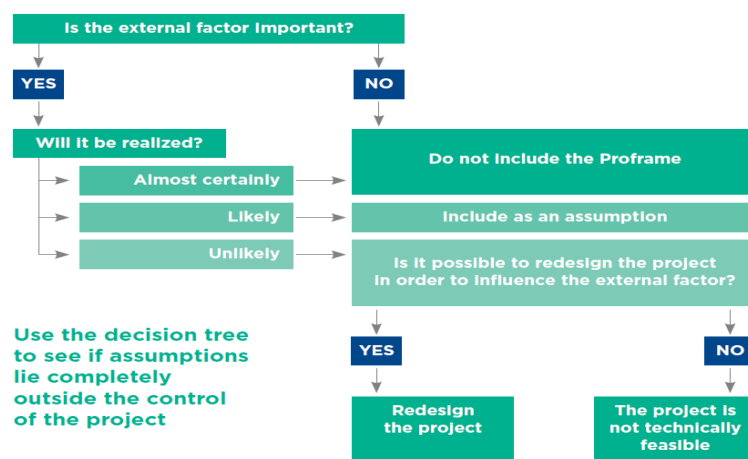 Is the external factor Important?
YES
NO
Will it be realized?
Do not Include the Proframe
Almost certainly
Likely
Include as an assumption
Unlikely
Is it possible to redesign the project
In order to Influence the external factor?
Use the decision tree
to see if assumptions
lie completely
outside the control
of the project
YES
NO
Redesign
the project
The project is
not technically
feasible